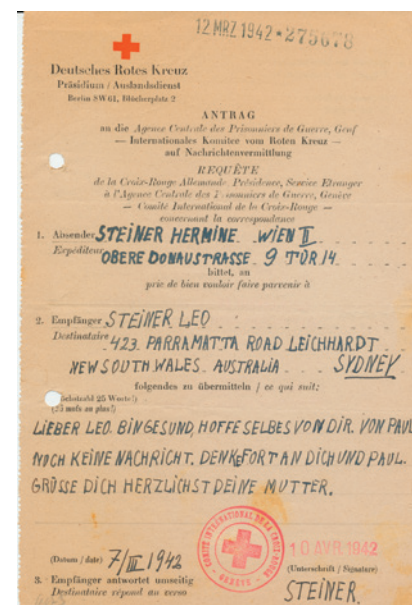 12 MRZ 1942 * 275678
Deutsches Rotes Kreuz
Präsidium / Auslandsdienst
Berlin SW 61, Blücherplatz 2
ANTRAG
an die Agence Centrale des Prisonniers de Guerre, Genf
— Internationales Komitee vom Roten Kreuz —
auf Nachrichtenvermittlung
REQUÊTE
de la Croix-Rouge Allemande, Présidence, Service Etranger
à l'Agence Centrale des Prisonniers de Guerre, Genève
— Comité International de la Croix-Rouge —
concernant la correspondance
1. Absender STEINER HERMINE WIEN II
Expéditeur OBERE DONAUSTRASSE 9 TÜR 14
bittet, an
prie de bien vouloir faire parvenir à
2. Empfänger STEINER LEO
Destinataire 423 PARRAMATTA ROAD LEICHHARDT
NEW SOUTH WALES AUSTRALIA SYDNEY
folgendes zu übermitteln / ce qui suit:
(Höchstzahl 25 Worte!)
(25 mots au plus!)
LIEBER LEO. BIN GESUND, HOFFE SELBES VON DIR. VON PAUL
NOCH KEINE NACHRICHT. DENKE FORT AN DICH UND PAUL.
GRÜSSE DICH HERZLICHST DEINE MUTTER.
COMITÉ INTERNATIONAL DE LA CROIX-ROUGE
GENÈVE
10 AVR 1942
(Datum / date) 7/III 1942
(Unterschrift / Signature)
3. Empfänger antwortet umseitig
Destinataire répond au verso
STEINER.